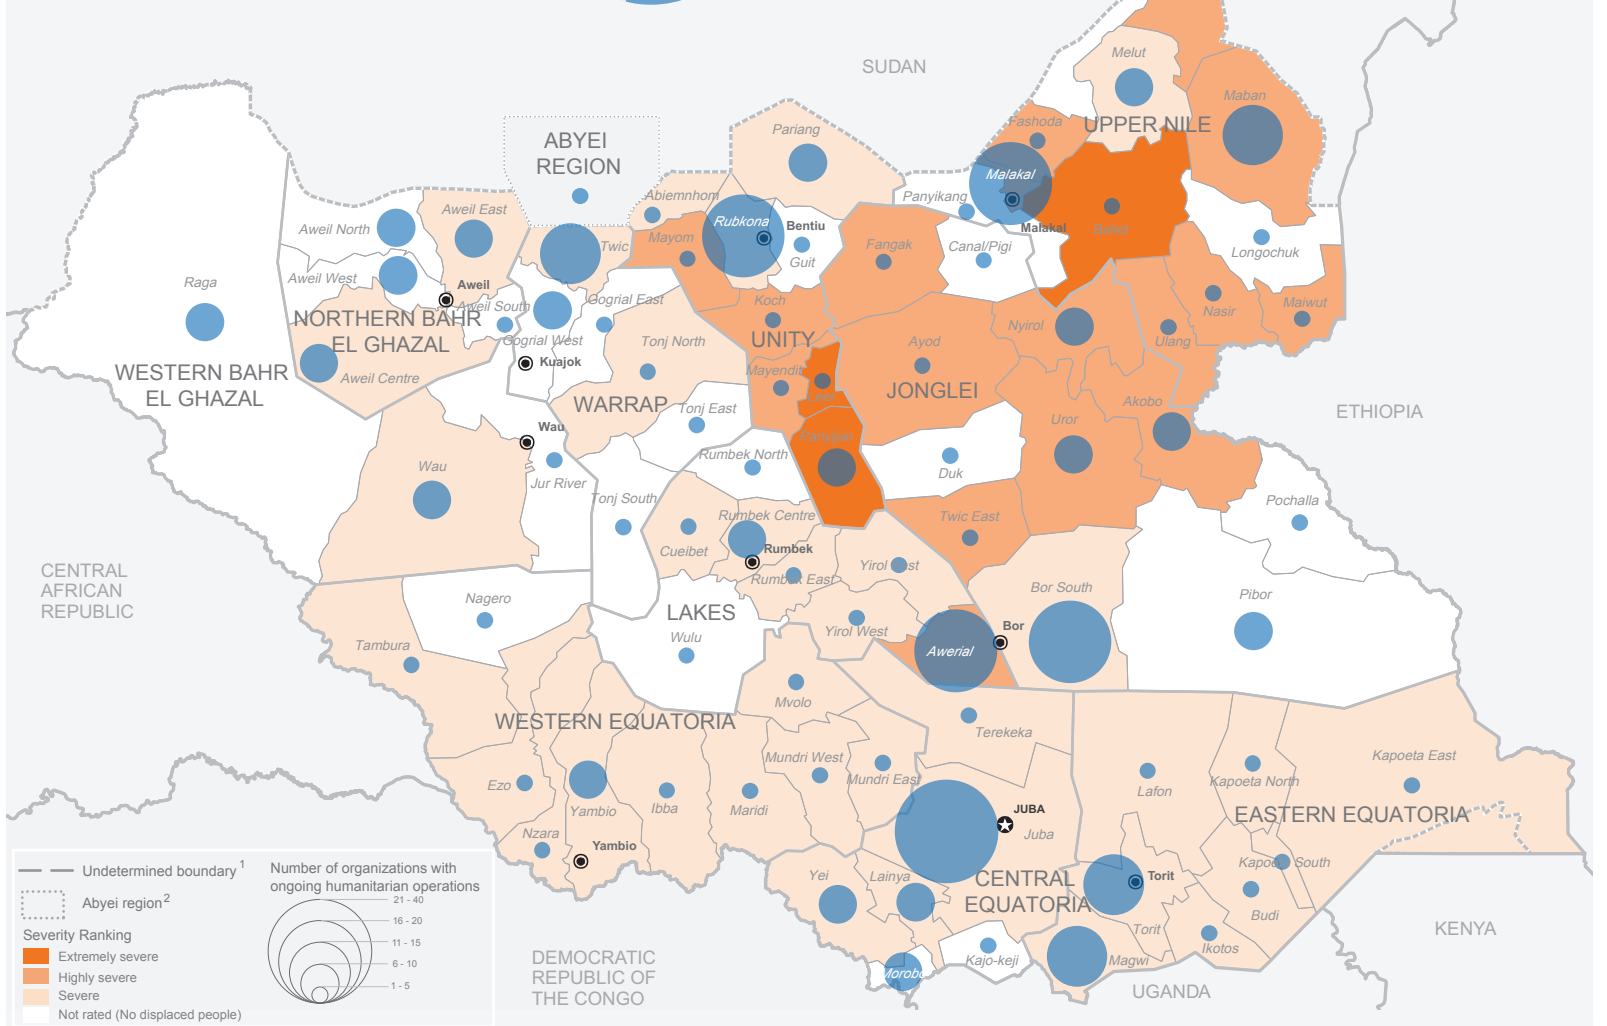 SUDAN
Melut
Maban
Fashoda
UPPER NILE
Pariang
ABYEI
REGION
Malakal
Abiemnhom
Panyikang
Aweil East
Rubkona
Bentiu
Malakal
Baliet
Aweil North
Twic
Mayom
Guit
Fangak
Canal/Pigi
Longochuk
Aweil West
Aweil
Raga
Aweil South
Gogrial East
Koch
Nasir
Maiwut
NORTHERN BAHR
EL GHAZAL
Gogrial West
Tonj North
UNITY
Nyirol
Ulang
Ayod
Kuajok
WESTERN BAHR
EL GHAZAL
Aweil Centre
Mayendit
Leer
JONGLEI
WARRAP
Tonj East
Akobo
ETHIOPIA
Uror
Wau
Panyijiar
Rumbek North
Duk
Wau
Jur River
Tonj South
Pochalla
Rumbek Centre
Twic East
Cueibet
Rumbek
CENTRAL
AFRICAN
REPUBLIC
Rumbek East
Yirol East
Bor South
Nagero
Pibor
LAKES
Wulu
Yirol West
Bor
Tambura
Awerial
Mvolo
WESTERN EQUATORIA
Terekeka
Mundri West
Mundri East
Kapoeta East
Ezo
Lafon
Kapoeta North
Yambio
Ibba
Maridi
JUBA
Juba
EASTERN EQUATORIA
Nzara
Yambio
Kapoeta South
Yei
Lainya
CENTRAL
EQUATORIA
Torit
Budi
Torit
Ikotos
KENYA
Morobo
Kajo-keji
Magwi
DEMOCRATIC
REPUBLIC OF
THE CONGO
UGANDA
Undetermined boundary1
Abyei region2
Severity Ranking
Extremely severe
Highly severe
Severe
Not rated (No displaced people)
Number of organizations with
ongoing humanitarian operations
21 - 40
16 - 20
11 - 15
6 - 10
1 - 5